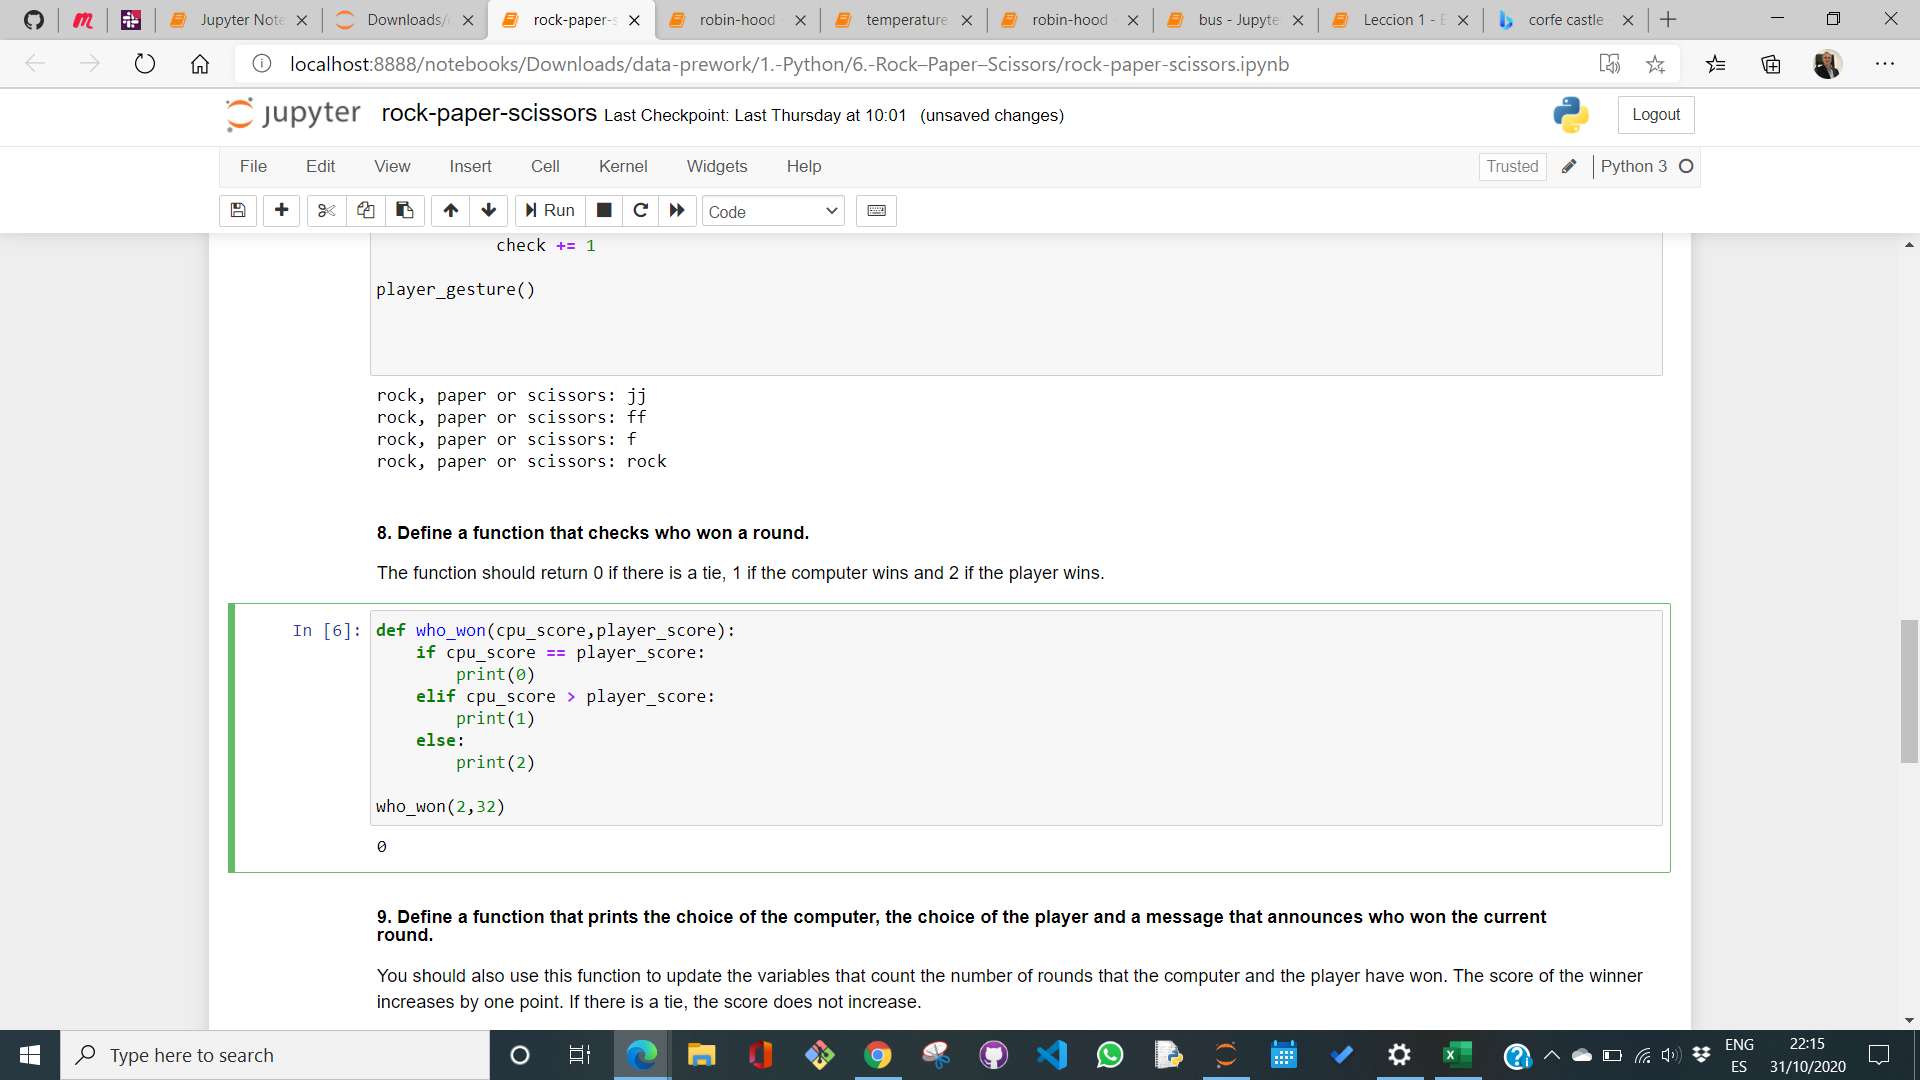 Jupyter Note
Downloads/
rock-paper-s
robin-hood
temperature
robin-hood
bus - Jupyte
Leccion 1 - E
corfe castle
localhost:8888/notebooks/Downloads/data-prework/1.-Python/6.-Rock–Paper–Scissors/rock-paper-scissors.ipynb
jupyter rock-paper-scissors Last Checkpoint: Last Thursday at 10:01 (unsaved changes)
Logout
File Edit View Insert Cell Kernel Widgets Help
Trusted
Python 3
Run
Code
check += 1
player_gesture()
rock, paper or scissors: jj
rock, paper or scissors: ff
rock, paper or scissors: f
rock, paper or scissors: rock
8. Define a function that checks who won a round.
The function should return 0 if there is a tie, 1 if the computer wins and 2 if the player wins.
In [6]: def who_won(cpu_score,player_score):
if cpu_score == player_score:
print(0)
elif cpu_score > player_score:
print(1)
else:
print(2)
who_won(2,32)
0
9. Define a function that prints the choice of the computer, the choice of the player and a message that announces who won the current
round.
You should also use this function to update the variables that count the number of rounds that the computer and the player have won. The score of the winner
increases by one point. If there is a tie, the score does not increase.
Type here to search
ENG
ES
22:15
31/10/2020